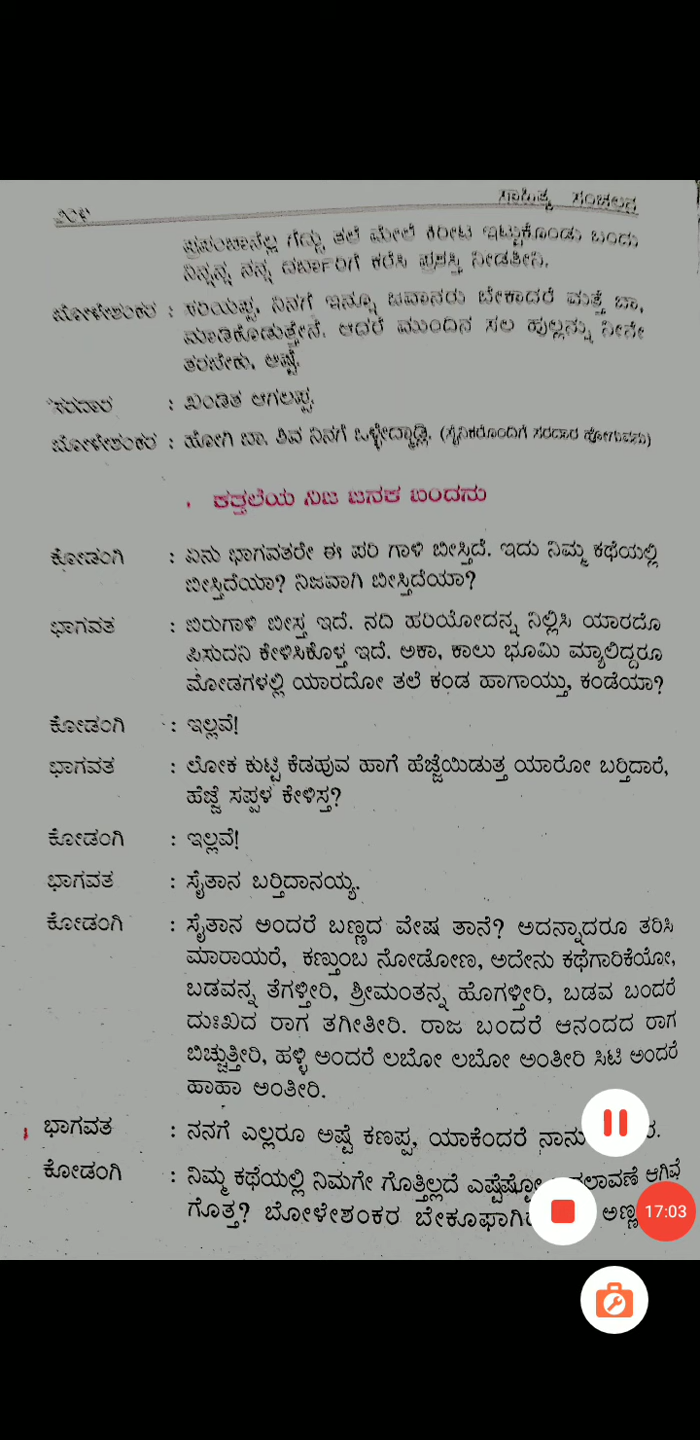 ೩೦೪ ಸಾಹಿತ್ಯ ಸಂಚಲನ
ಪ್ರಪಂಚಾನೆಲ್ಲ ಗೆದ್ದು ತಲೆ ಮೇಲೆ ಕಿರೀಟ ಇಟ್ಟುಕೊಂಡು ಬಂದು
ನಿನ್ನನ್ನ ನನ್ನ ದರ್ಬಾರಿಗೆ ಕರೆಸಿ ಪ್ರಶಸ್ತಿ ನೀಡತೀನಿ.
ಬೋಳೇಶಂಕರ : ಸರಿಯಪ್ಪ, ನಿನಗೆ ಇನ್ನೂ ಜವಾನರು ಬೇಕಾದರೆ ಮತ್ತೆ ಬಾ,
ಮಾಡಿಕೊಡುತ್ತೇನೆ. ಆದರೆ ಮುಂದಿನ ಸಲ ಹುಲ್ಲನ್ನು ನೀನೇ
ತರಬೇಕು, ಅಷ್ಟೆ.
ಸರದಾರ : ಖಂಡಿತ ಆಗಲಪ್ಪ.
ಬೋಳೇಶಂಕರ : ಹೋಗಿ ಬಾ. ಶಿವ ನಿನಗೆ ಒಳ್ಳೇದ್ಮಾಡ್ಲಿ. (ಸೈನಿಕರೊಂದಿಗೆ ಸರದಾರ ಹೋಗುವನು)
ಕತ್ತಲೆಯ ನಿಜ ಜನಕ ಬಂದನು
ಕೋಡಂಗಿ : ಏನು ಭಾಗವತರೇ ಈ ಪರಿ ಗಾಳಿ ಬೀಸ್ತಿದೆ. ಇದು ನಿಮ್ಮ ಕಥೆಯಲ್ಲಿ
ಬೀಸ್ತಿದೆಯಾ? ನಿಜವಾಗಿ ಬೀಸ್ತಿದೆಯಾ?
ಭಾಗವತ : ಬಿರುಗಾಳಿ ಬೀಸ್ತ ಇದೆ. ನದಿ ಹರಿಯೋದನ್ನ ನಿಲ್ಲಿಸಿ ಯಾರದೊ
ಪಿಸುದನಿ ಕೇಳಿಸಿಕೊಳ್ತ ಇದೆ. ಅಕಾ, ಕಾಲು ಭೂಮಿ ಮ್ಯಾಲಿದ್ದರೂ
ಮೋಡಗಳಲ್ಲಿ ಯಾರದೋ ತಲೆ ಕಂಡ ಹಾಗಾಯ್ತು, ಕಂಡೆಯಾ?
ಕೋಡಂಗಿ : ಇಲ್ಲವೆ!
ಭಾಗವತ : ಲೋಕ ಕುಟ್ಟಿ ಕೆಡಹುವ ಹಾಗೆ ಹೆಜ್ಜೆಯಿಡುತ್ತ ಯಾರೋ ಬರ್‍ತಿದಾರೆ,
ಹೆಜ್ಜೆ ಸಪ್ಪಳ ಕೇಳಿಸ್ತ?
ಕೋಡಂಗಿ : ಇಲ್ಲವೆ!
ಭಾಗವತ : ಸೈತಾನ ಬರ್‍ತಿದಾನಯ್ಯ.
ಕೋಡಂಗಿ : ಸೈತಾನ ಅಂದರೆ ಬಣ್ಣದ ವೇಷ ತಾನೆ? ಅದನ್ನಾದರೂ ತರಿಸಿ
ಮಾರಾಯರೆ, ಕಣ್ತುಂಬ ನೋಡೋಣ, ಅದೇನು ಕಥೆಗಾರಿಕೆಯೋ,
ಬಡವನ್ನ ತೆಗಳ್ತೀರಿ, ಶ್ರೀಮಂತನ್ನ ಹೊಗಳ್ತೀರಿ, ಬಡವ ಬಂದರೆ
ದುಃಖಿದ ರಾಗ ತಗೀತೀರಿ. ರಾಜ ಬಂದರೆ ಆನಂದದ ರಾಗ
ಬಿಚ್ಚುತ್ತೀರಿ, ಹಳ್ಳಿ ಅಂದರೆ ಲಬೋ ಲಬೋ ಅಂತೀರಿ ಸಿಟಿ ಅಂದರೆ
ಹಾಹಾ ಅಂತೀರಿ.
ಭಾಗವತ : ನನಗೆ ಎಲ್ಲರೂ ಅಷ್ಟೆ ಕಣಪ್ಪ, ಯಾಕೆಂದರೆ ನಾನು
ಕೋಡಂಗಿ : ನಿಮ್ಮ ಕಥೆಯಲ್ಲಿ ನಿಮಗೇ ಗೊತ್ತಿಲ್ಲದೆ ಎಷ್ಟೆಷ್ಟೋ ಆಗಿವೆ
ಗೊತ್ತ? ಬೋಳೇಶಂಕರ ಅಣ್ಣ
17:03